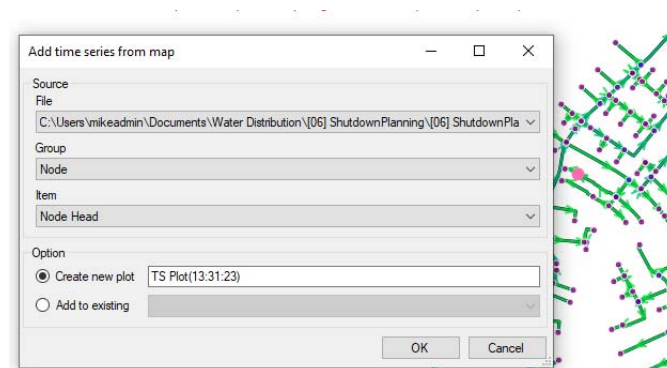 Add time series from map
Source
File
C:\Users\mikeadmin\Documents\Water Distribution\[06] ShutdownPlanning\[06] ShutdownPla
Group
Node
Item
Node Head
Option
Create new plot TS Plot(13:31:23)
Add to existing
OK Cancel